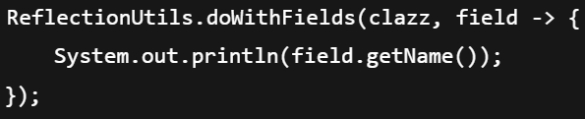 ReflectionUtils.doWithFields(clazz, field -> {
    System.out.println(field.getName());
});